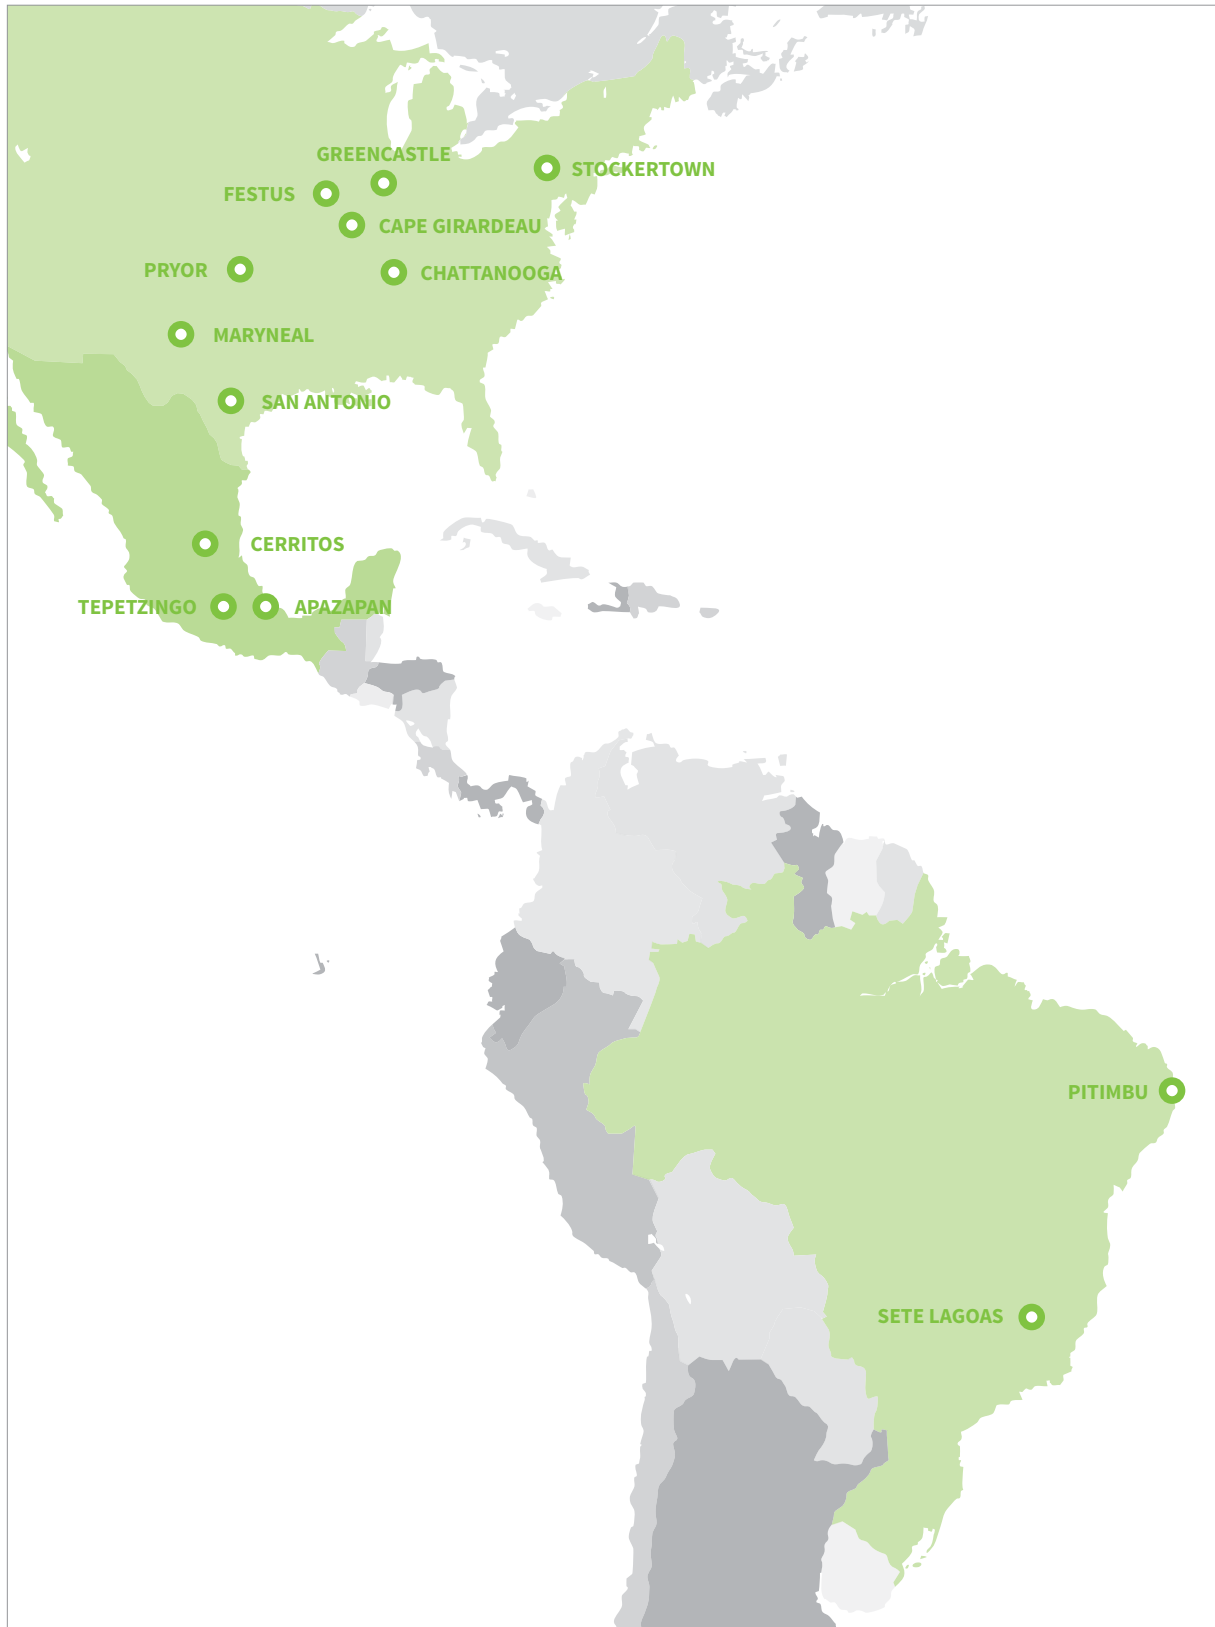 GREENCASTLE
STOCKERTOWN
FESTUS
CAPE GIRARDEAU
PRYOR
CHATTANOOGA
MARYNEAL
SAN ANTONIO
CERRITOS
TEPETZINGO
APAZAPAN
PITIMBU
SETE LAGOAS